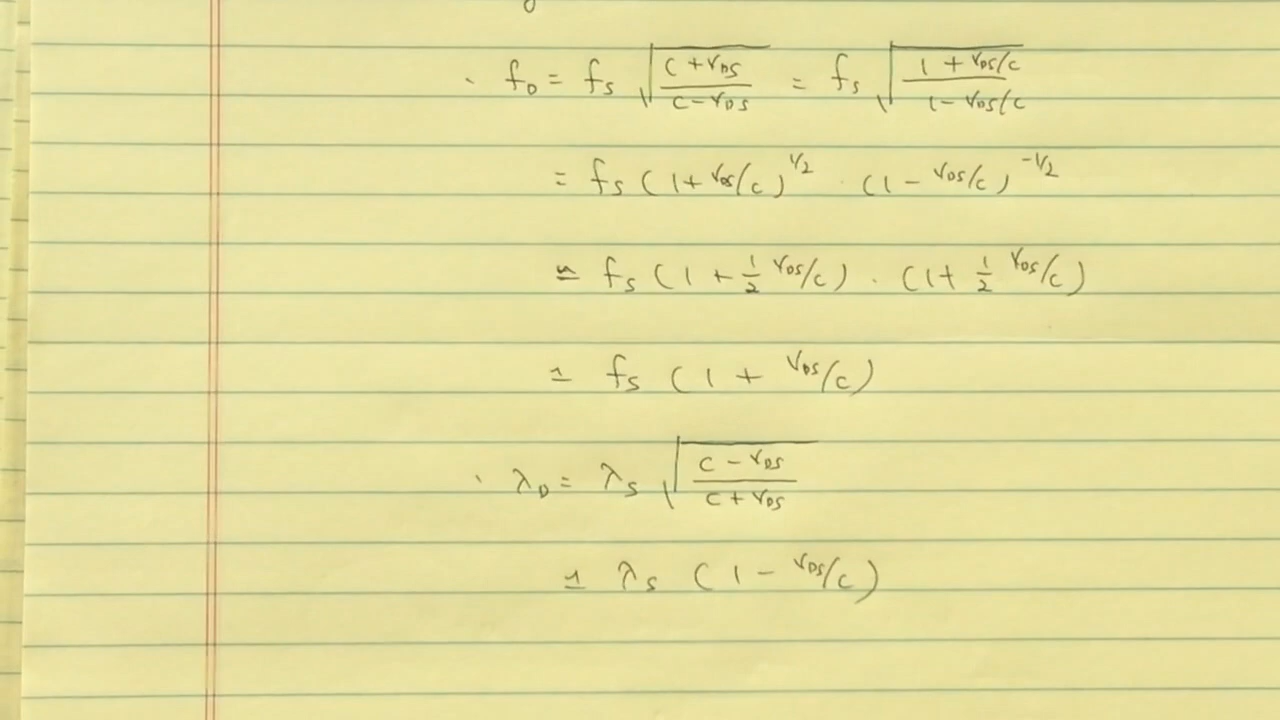 · f_D = f_S √((c + v_DS)/(c − v_DS)) = f_S √((1 + v_DS/c)/(1 − v_DS/c))
= f_S (1 + v_DS/c)^1/2 · (1 − v_DS/c)^−1/2
≃ f_S (1 + 1/2 v_DS/c) · (1 + 1/2 v_DS/c)
≃ f_S (1 + v_DS/c)
· λ_D = λ_S √((c − v_DS)/(c + v_DS))
≃ λ_S (1 − v_DS/c)